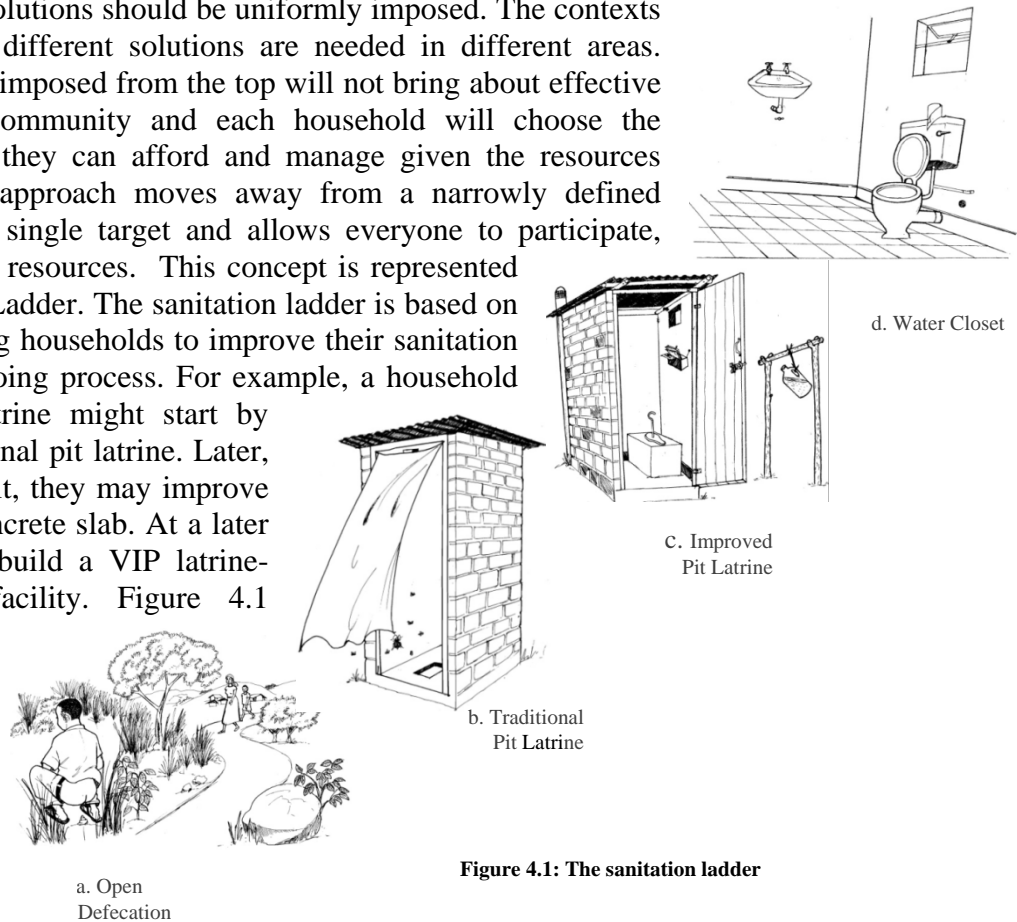 olutions should be uniformly imposed. The contexts
different solutions are needed in different areas.
imposed from the top will not bring about effective
ommunity and each household will choose the
they can afford and manage given the resources
approach moves away from a narrowly defined
single target and allows everyone to participate,
resources. This concept is represented
Ladder. The sanitation ladder is based on
g households to improve their sanitation
oing process. For example, a household
trine might start by
nal pit latrine. Later,
it, they may improve
ncrete slab. At a later
build a VIP latrine-
facility. Figure 4.1
d. Water Closet
c. Improved
Pit Latrine
b. Traditional
Pit Latrine
a. Open
Defecation
Figure 4.1: The sanitation ladder